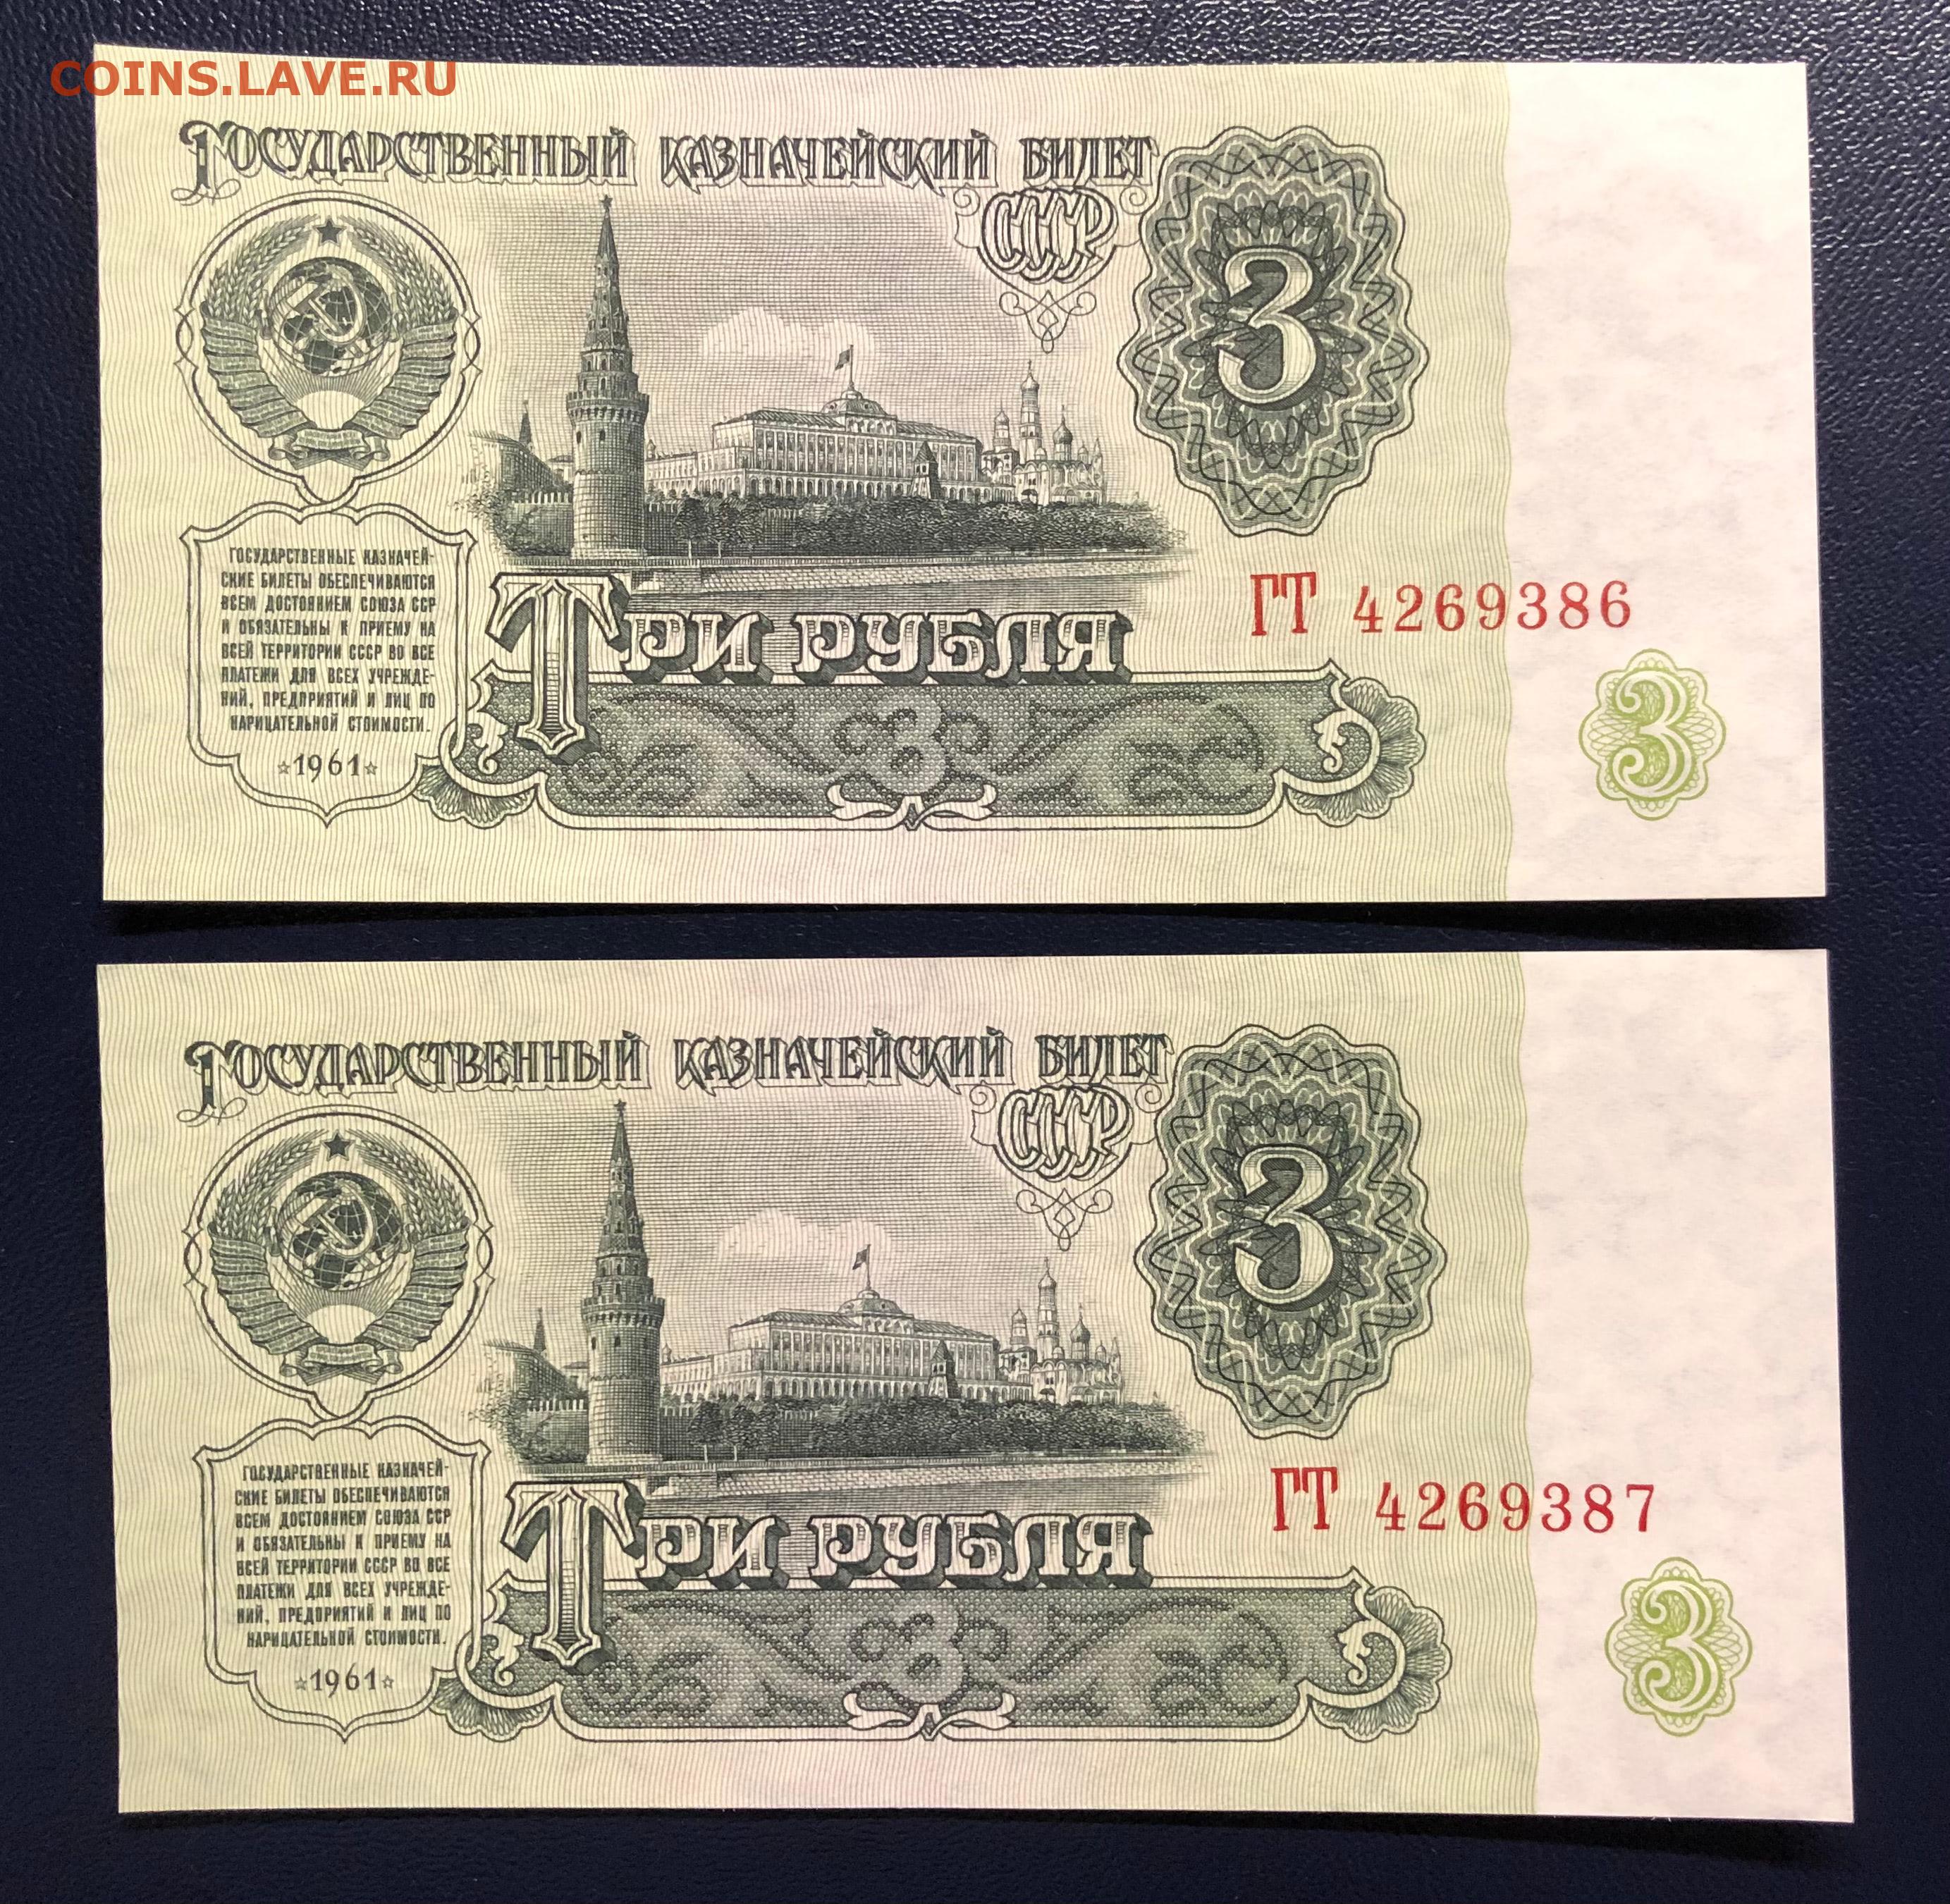 COINS.LAVE.RU
ГОСУДАРСТВЕННЫЙ КАЗНАЧЕЙСКИЙ БИЛЕТ
СССР
3
ГОСУДАРСТВЕННЫЕ КАЗНАЧЕЙ-
СКИЕ БИЛЕТЫ ОБЕСПЕЧИВАЮТСЯ
ВСЕМ ДОСТОЯНИЕМ СОЮЗА ССР
И ОБЯЗАТЕЛЬНЫ К ПРИЕМУ НА
ВСЕЙ ТЕРРИТОРИИ СССР ВО ВСЕ
ПЛАТЕЖИ ДЛЯ ВСЕХ УЧРЕЖДЕ-
НИЙ, ПРЕДПРИЯТИЙ И ЛИЦ ПО
НАРИЦАТЕЛЬНОЙ СТОИМОСТИ.
☆1961☆
ТРИ РУБЛЯ
ГТ 4269386
3
3
ГОСУДАРСТВЕННЫЙ КАЗНАЧЕЙСКИЙ БИЛЕТ
СССР
3
ГОСУДАРСТВЕННЫЕ КАЗНАЧЕЙ-
СКИЕ БИЛЕТЫ ОБЕСПЕЧИВАЮТСЯ
ВСЕМ ДОСТОЯНИЕМ СОЮЗА ССР
И ОБЯЗАТЕЛЬНЫ К ПРИЕМУ НА
ВСЕЙ ТЕРРИТОРИИ СССР ВО ВСЕ
ПЛАТЕЖИ ДЛЯ ВСЕХ УЧРЕЖДЕ-
НИЙ, ПРЕДПРИЯТИЙ И ЛИЦ ПО
НАРИЦАТЕЛЬНОЙ СТОИМОСТИ.
☆1961☆
ТРИ РУБЛЯ
ГТ 4269387
3
3